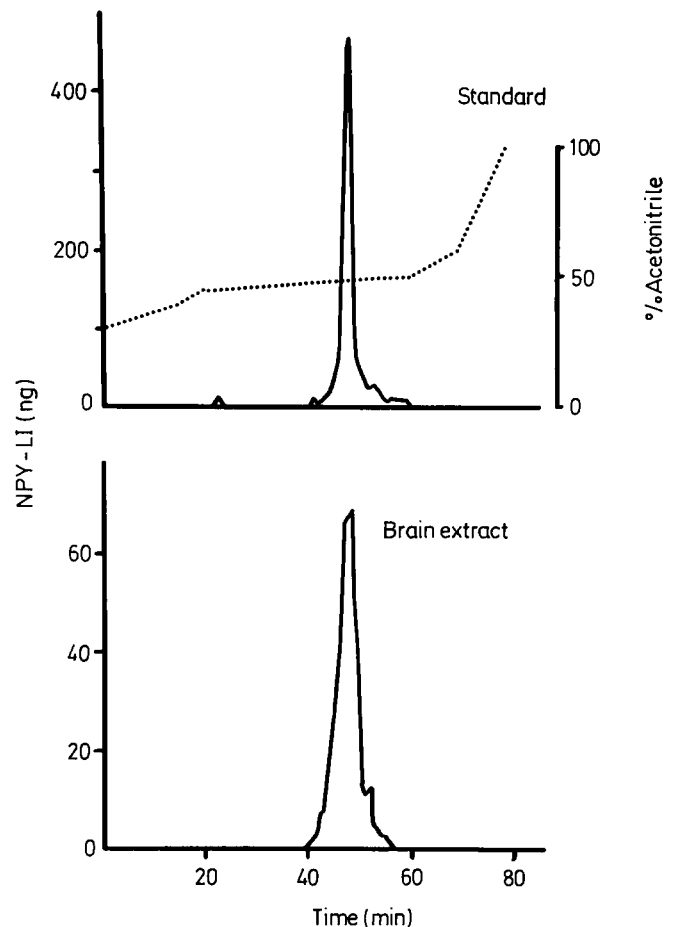 400
200
0
Standard
100
50
0
% Acetonitrile
NPY-LI (ng)
Brain extract
60
40
20
0
20 40 60 80
Time (min)